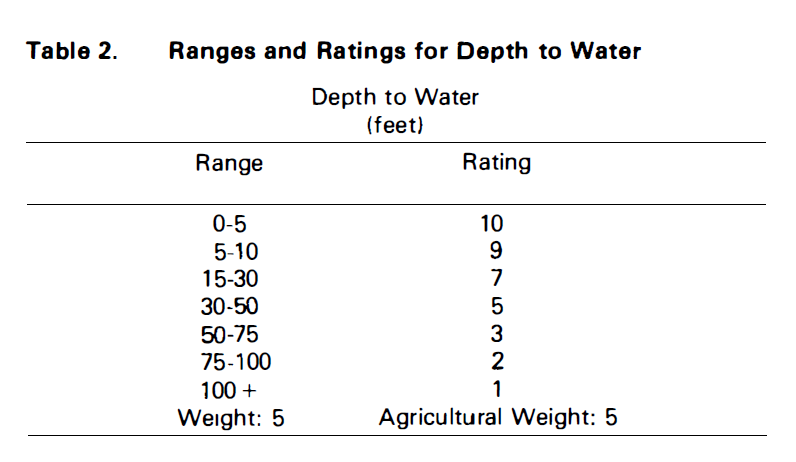 Table 2. Ranges and Ratings for Depth to Water
Depth to Water
(feet)
Range Rating
0-5 10
5-10 9
15-30 7
30-50 5
50-75 3
75-100 2
100 + 1
Weight: 5 Agricultural Weight: 5